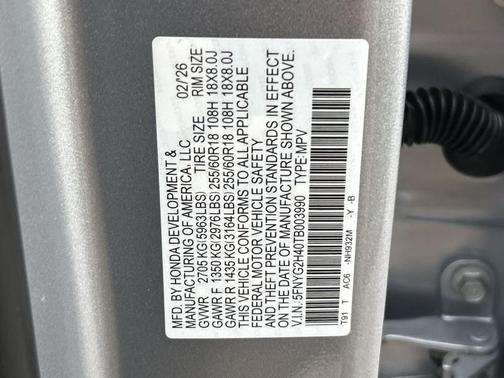 MFD. BY HONDA DEVELOPMENT &
MANUFACTURING OF AMERICA, LLC 02/26
GVWR 2705 KG(5963LBS) TIRE SIZE RIM SIZE
GAWR F 1350 KG(2976LBS) 255/60R18 108H 18X8.0J
GAWR R 1435 KG(3164LBS) 255/60R18 108H 18X8.0J
THIS VEHICLE CONFORMS TO ALL APPLICABLE
FEDERAL MOTOR VEHICLE SAFETY
AND THEFT PREVENTION STANDARDS IN EFFECT
ON THE DATE OF MANUFACTURE SHOWN ABOVE.
V.I.N.: 5FNYG2H40TB003990 TYPE: MPV
T91 T AC6 -NH932M -Y -B